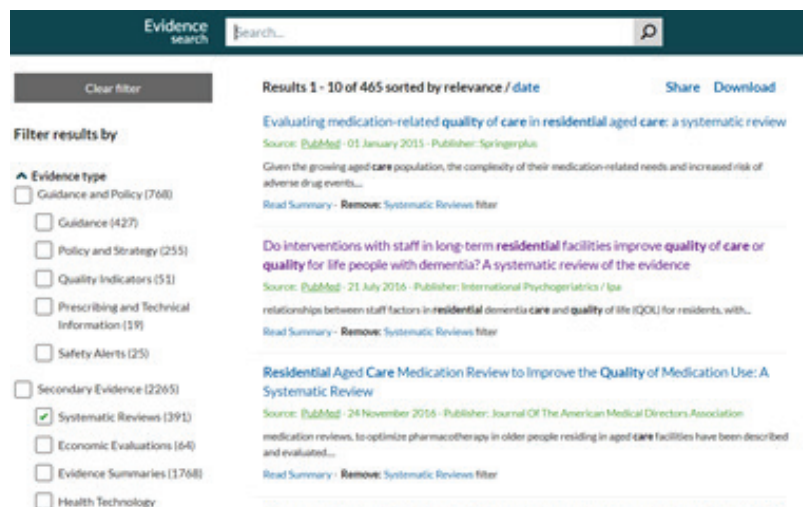 Evidence
search
Search...
Clear filter
Filter results by
Evidence type
Guidance and Policy (768)
Guidance (427)
Policy and Strategy (255)
Quality Indicators (51)
Prescribing and Technical
Information (19)
Safety Alerts (25)
Secondary Evidence (2265)
Systematic Reviews (391)
Economic Evaluations (64)
Evidence Summaries (1768)
Health Technology
Results 1 - 10 of 465 sorted by relevance / date
Share Download
Evaluating medication-related quality of care in residential aged care: a systematic review
Source: PubMed - 01 January 2015 - Publisher: Springerplus
Given the growing aged care population, the complexity of their medication-related needs and increased risk of
adverse drug events,...
Read Summary - Remove: Systematic Reviews filter
Do interventions with staff in long-term residential facilities improve quality of care or
quality for life people with dementia? A systematic review of the evidence
Source: PubMed - 21 July 2016 - Publisher: International Psychogeriatrics / Ipa
relationships between staff factors in residential dementia care and quality of life (QOL) for residents, with...
Read Summary - Remove: Systematic Reviews filter
Residential Aged Care Medication Review to Improve the Quality of Medication Use: A
Systematic Review
Source: PubMed - 24 November 2016 - Publisher: Journal Of The American Medical Directors Association
medication reviews, to optimize pharmacotherapy in older people residing in aged care facilities have been described
and evaluated....
Read Summary - Remove: Systematic Reviews filter